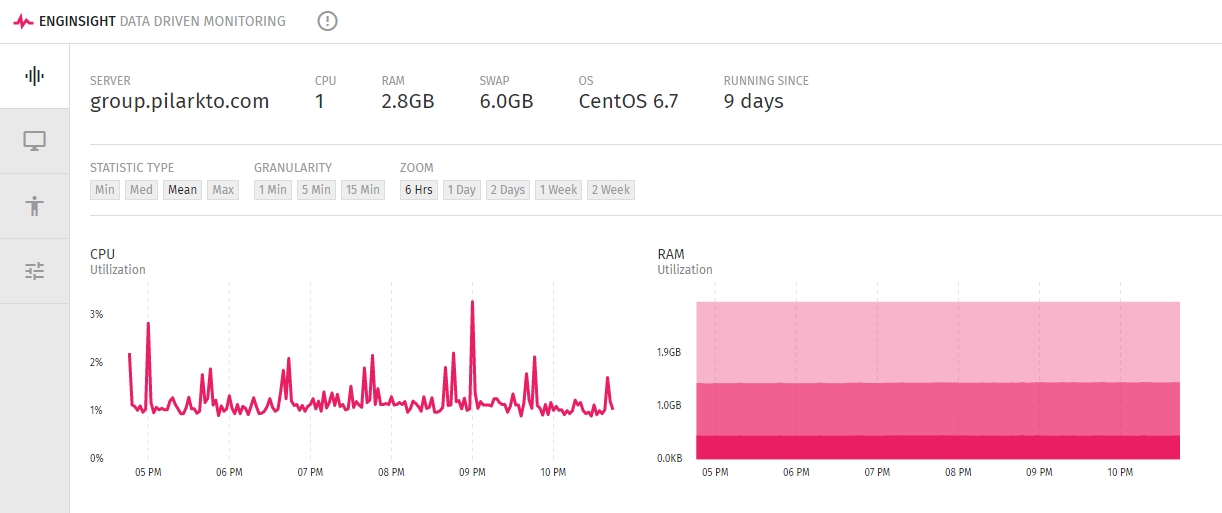 ENGINSIGHT DATA DRIVEN MONITORING
SERVER CPU RAM SWAP OS RUNNING SINCE
group.pilarkto.com 1 2.8GB 6.0GB CentOS 6.7 9 days
STATISTIC TYPE GRANULARITY ZOOM
Min Med Mean Max 1 Min 5 Min 15 Min 6 Hrs 1 Day 2 Days 1 Week 2 Week
CPU
Utilization
3%
2%
1%
0%
05 PM 06 PM 07 PM 08 PM 09 PM 10 PM
RAM
Utilization
1.9GB
1.0GB
0.0KB
05 PM 06 PM 07 PM 08 PM 09 PM 10 PM